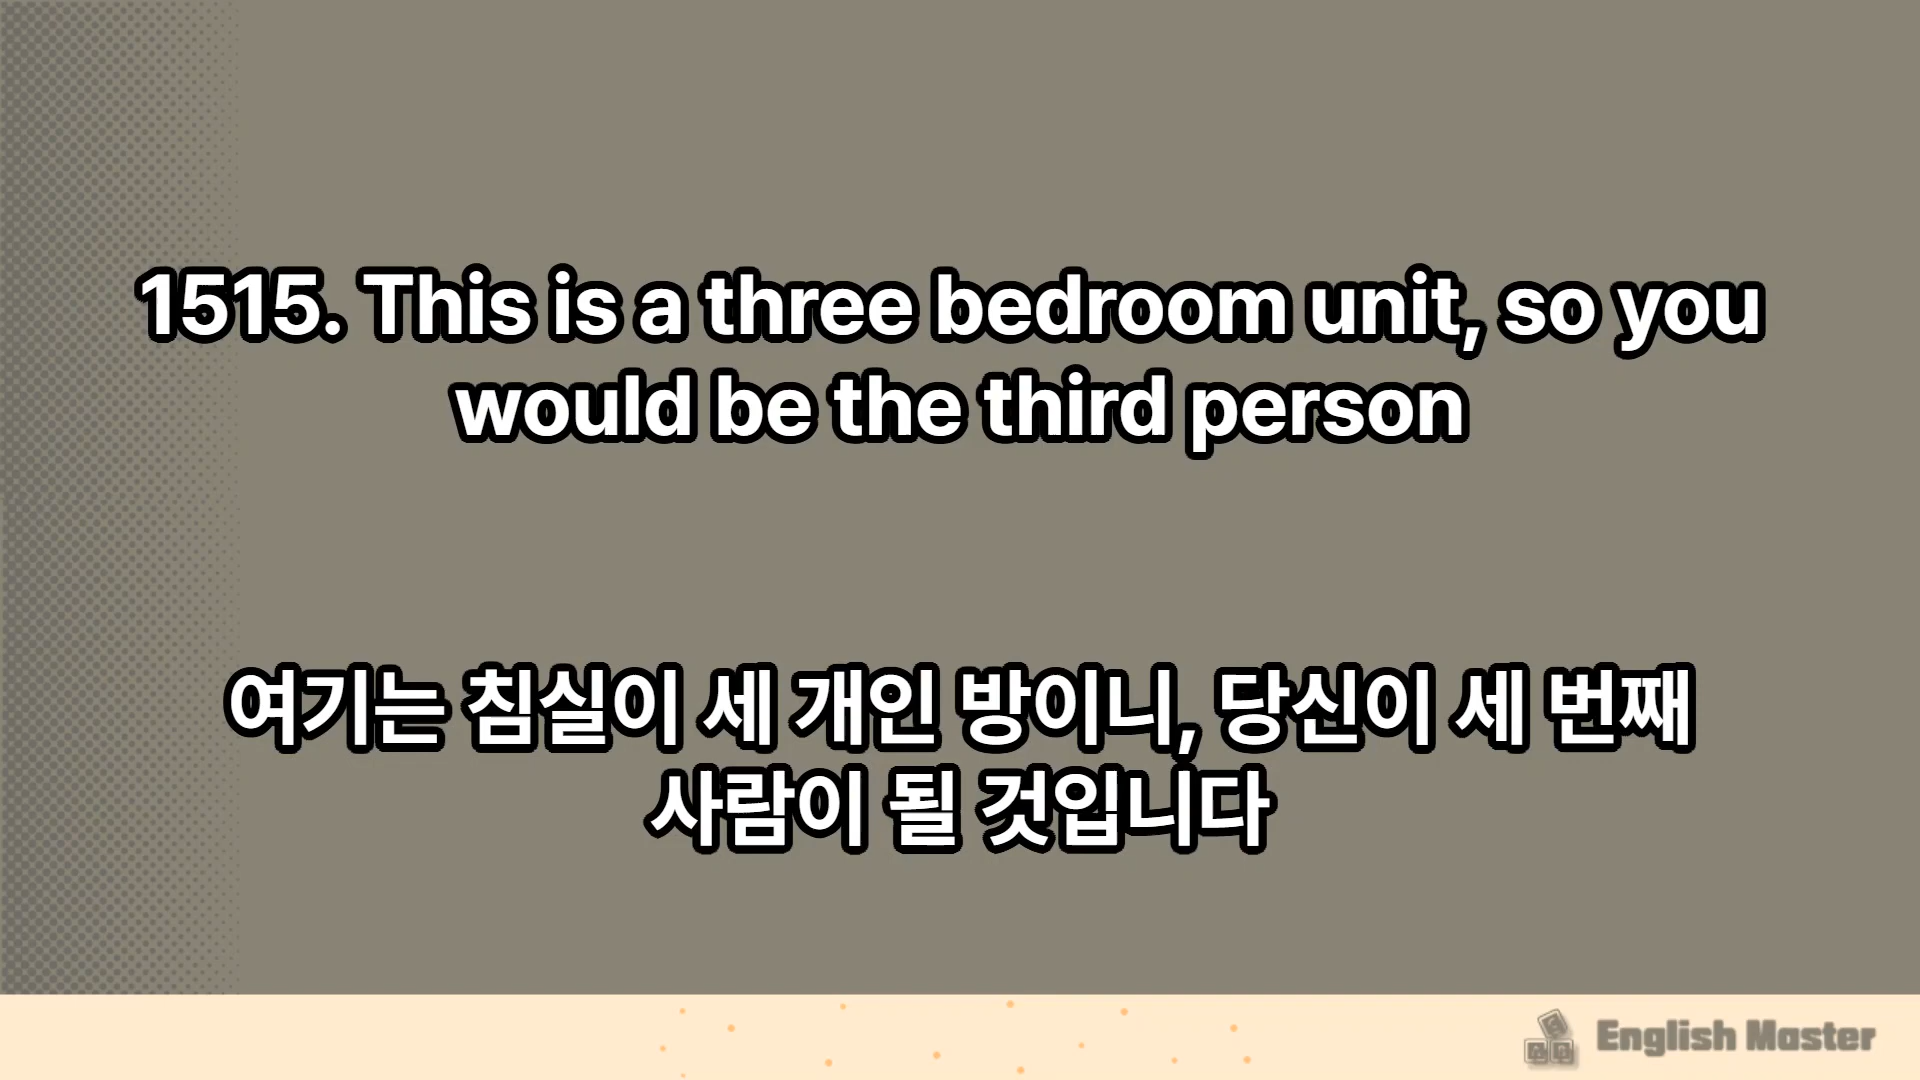 1515. This is a three bedroom unit, so you
would be the third person
여기는 침실이 세 개인 방이니, 당신이 세 번째
사람이 될 것입니다
English Master